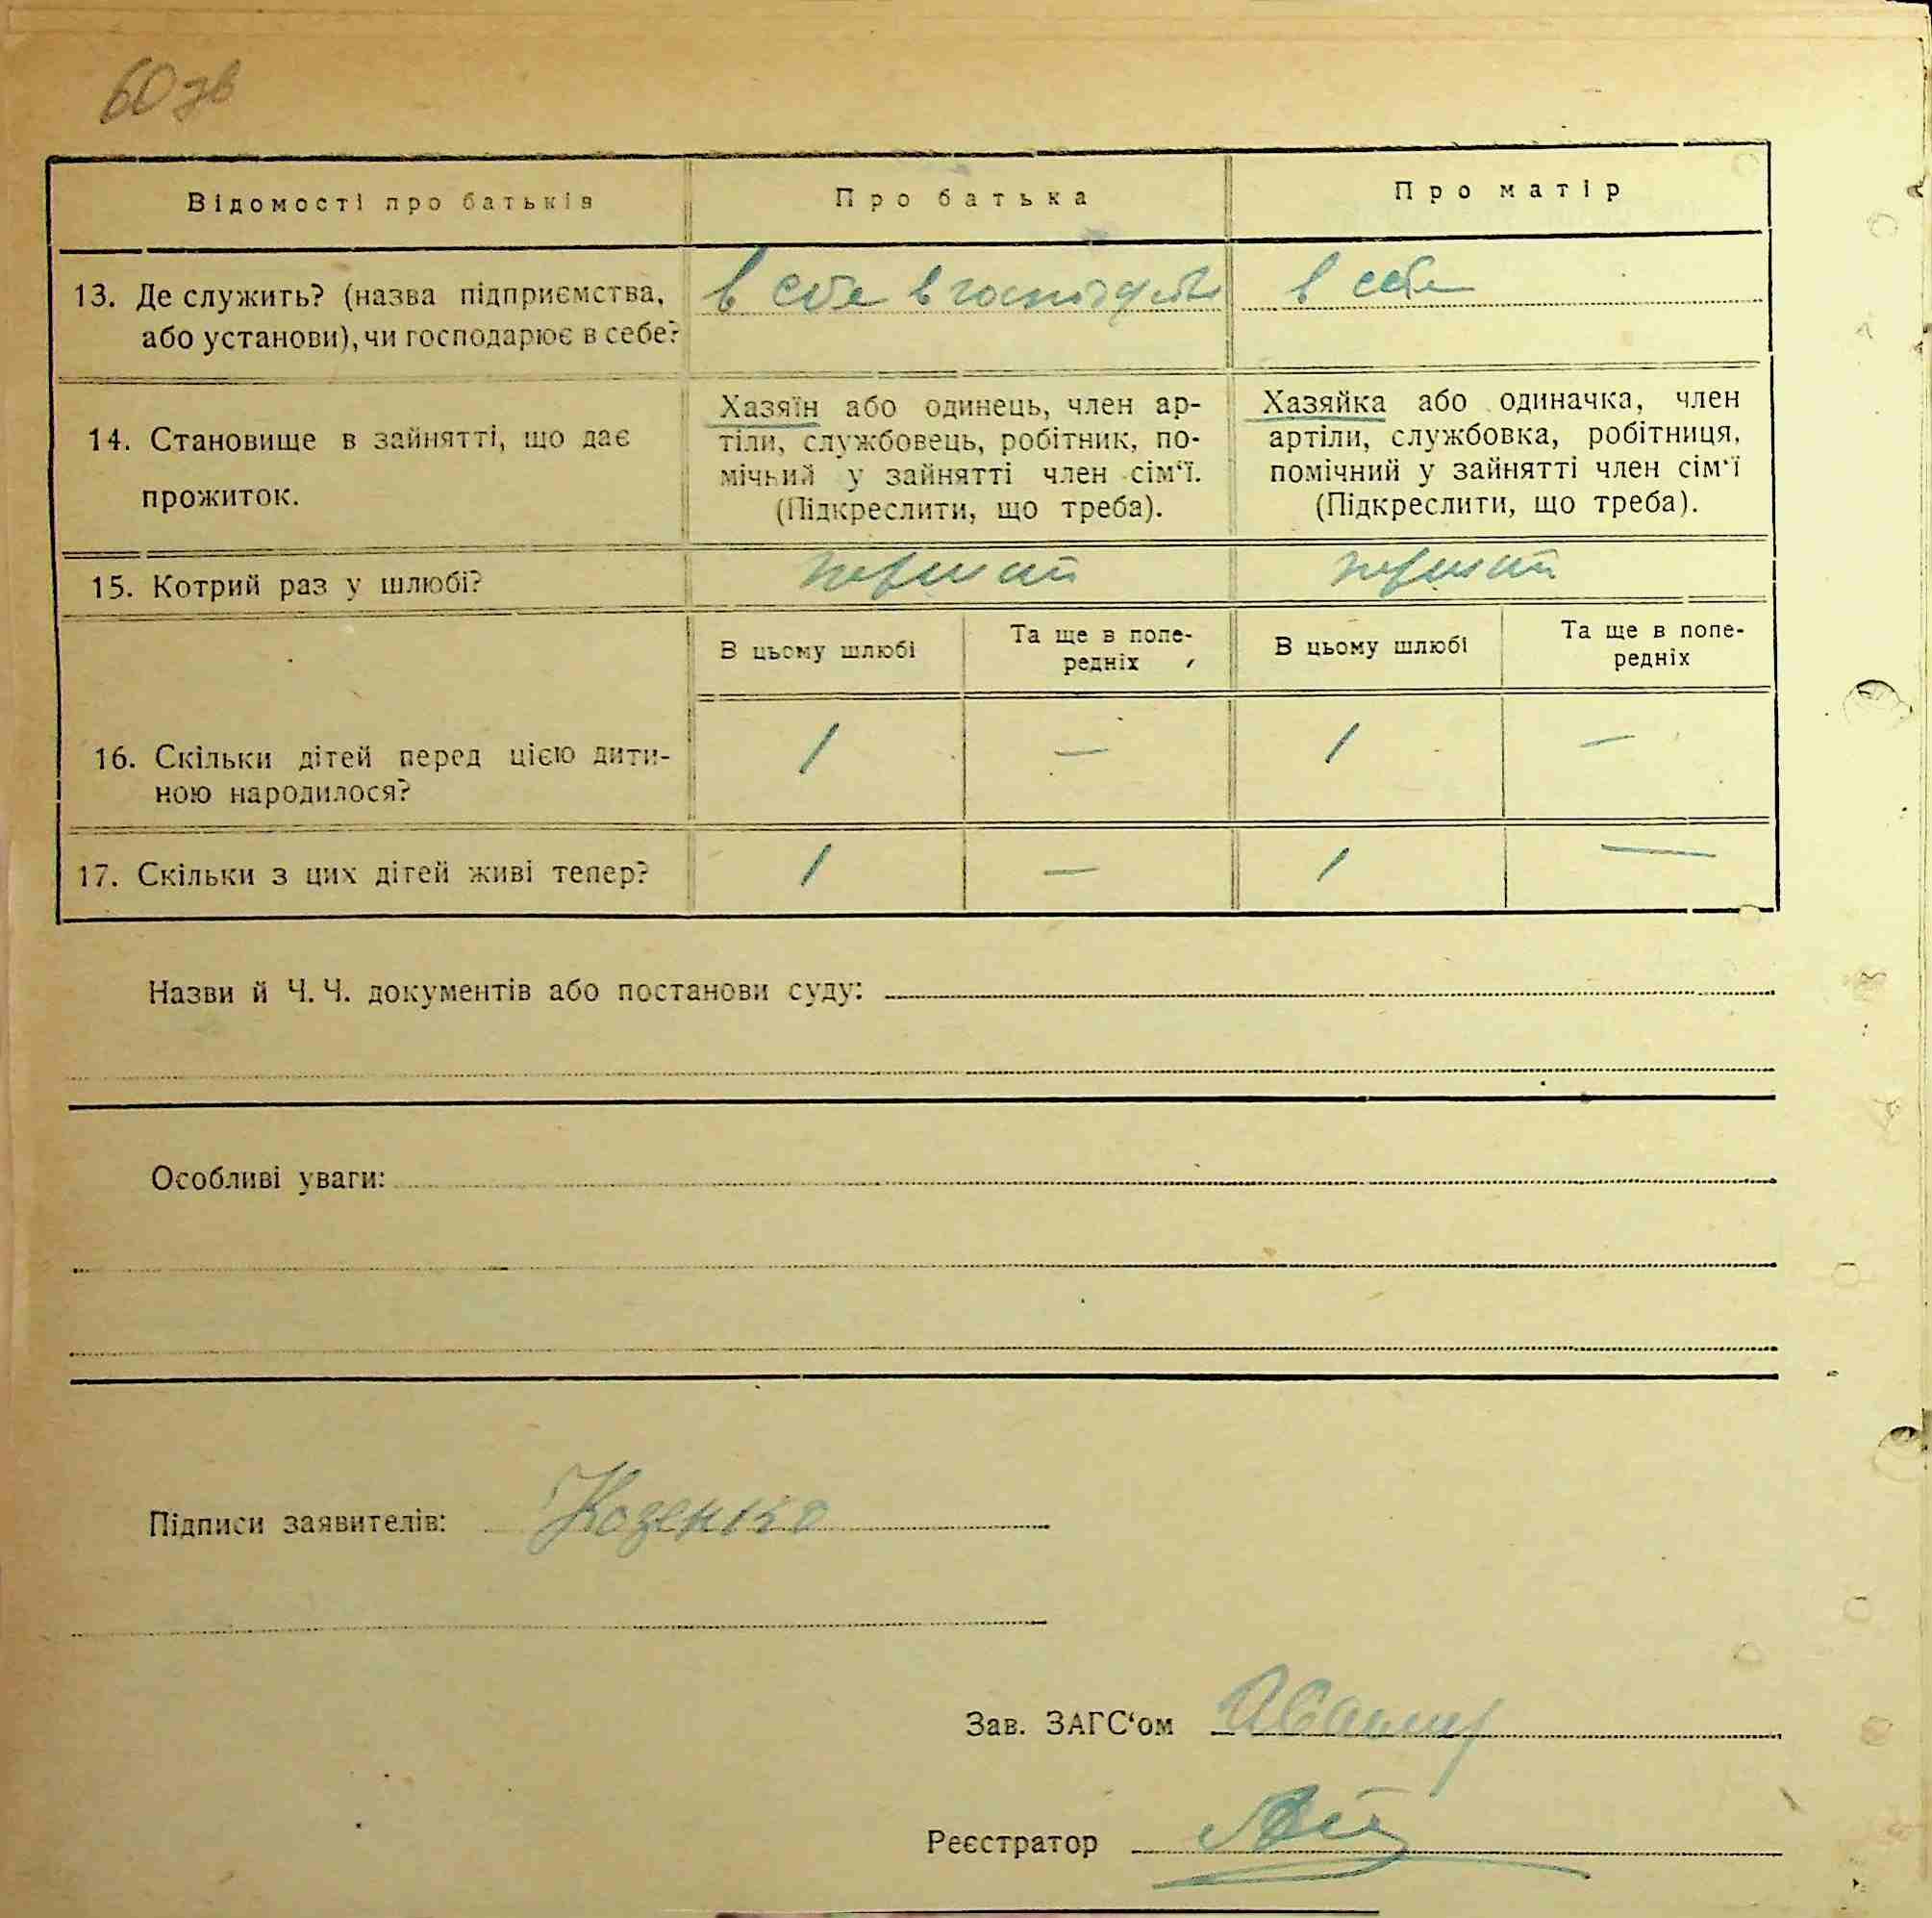 60 зв
Відомості про батьків
Про батька
Про матір
13. Де служить? (назва підприємства,
або установи), чи господарює в себе?
в себе в господарстві
в себе
14. Становище в зайнятті, що дає
прожиток.
Хазяїн або одинець, член ар-
тіли, службовець, робітник, по-
мічний у зайнятті член сім‘ї.
(Підкреслити, що треба).
Хазяйка або одиначка, член
артіли, службовка, робітниця,
помічний у зайнятті член сім‘ї
(Підкреслити, що треба).
15. Котрий раз у шлюбі?
перший
перший
В цьому шлюбі
Та ще в попе-
редніх
В цьому шлюбі
Та ще в попе-
редніх
16. Скільки дітей перед цією дити-
ною народилося?
1 — 1 —
17. Скільки з цих дітей живі тепер?
1 — 1 —
Назви й Ч. Ч. документів або постанови суду:
Особливі уваги:
Підписи заявителів: Козенко
Зав. ЗАГС‘ом
Реєстратор